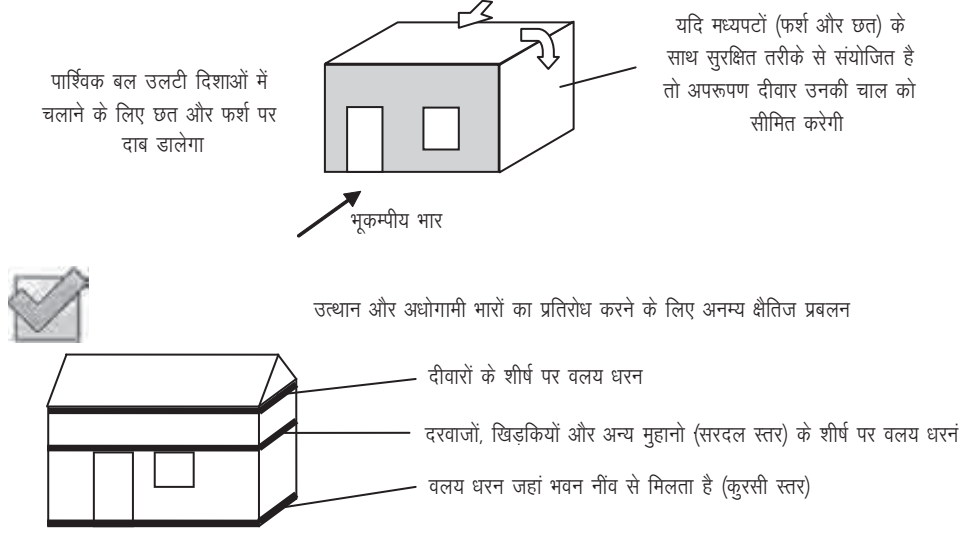 पार्श्विक बल उलटी दिशाओं में
चलाने के लिए छत और फर्श पर
दाब डालेगा
यदि मध्यपटों (फर्श और छत) के
साथ सुरक्षित तरीके से संयोजित है
तो अपरूपण दीवार उनकी चाल को
सीमित करेगी
भूकम्पीय भार
उत्थान और अधोगामी भारों का प्रतिरोध करने के लिए अनम्य क्षैतिज प्रबलन
दीवारों के शीर्ष पर वलय धरन
दरवाजों, खिड़कियों और अन्य मुहानो (सरदल स्तर) के शीर्ष पर वलय धरनं
वलय धरन जहां भवन नींव से मिलता है (कुरसी स्तर)